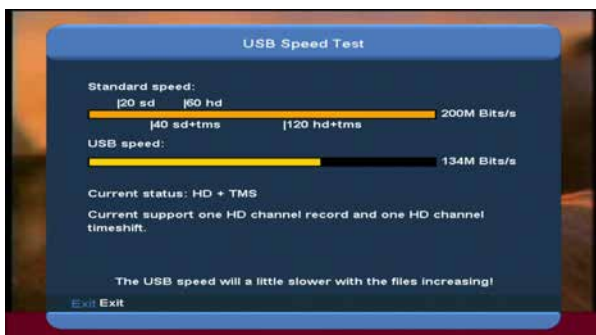 USB Speed Test
Standard speed:
|20 sd |60 hd
200M Bits/s
|40 sd+tms |120 hd+tms
USB speed:
134M Bits/s
Current status: HD + TMS
Current support one HD channel record and one HD channel
timeshift.
The USB speed will a little slower with the files increasing!
Exit Exit